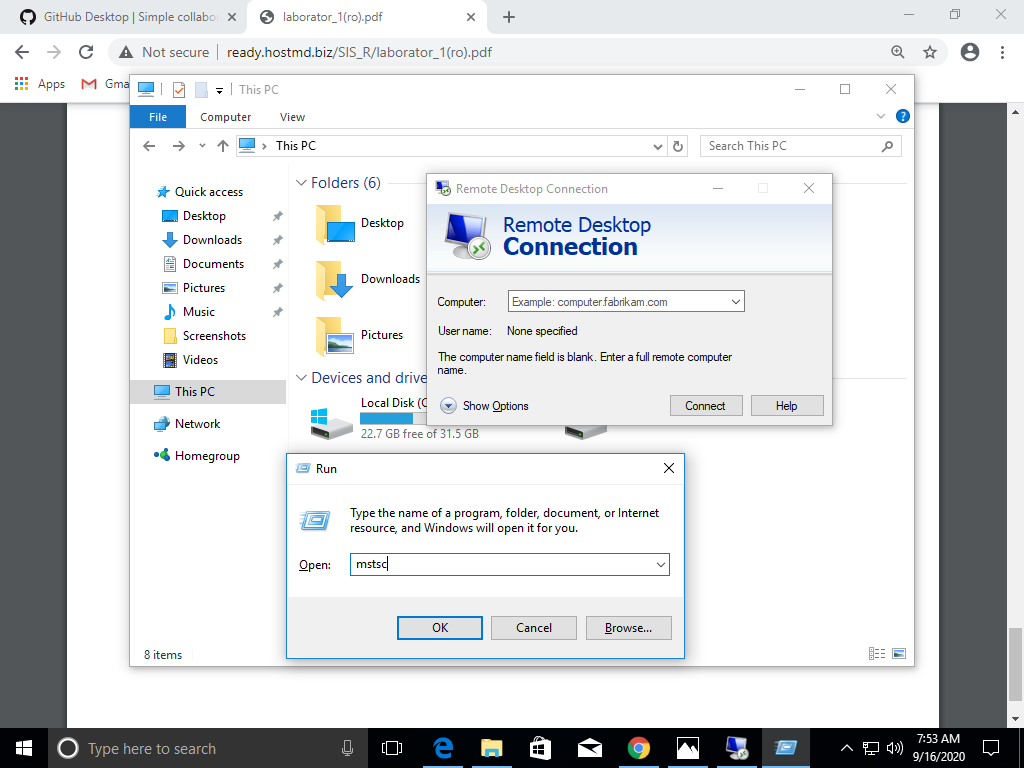 GitHub Desktop | Simple collabor
laborator_1(ro).pdf
Not secure
ready.hostmd.biz/SIS_R/laborator_1(ro).pdf
Apps
Gma
This PC
File
Computer
View
This PC
Search This PC
Quick access
Desktop
Downloads
Documents
Pictures
Music
Screenshots
Videos
This PC
Network
Homegroup
Folders (6)
Desktop
Downloads
Pictures
Devices and drive
Local Disk (C
22.7 GB free of 31.5 GB
8 items
Remote Desktop Connection
Remote Desktop
Connection
Computer:
Example: computer.fabrikam.com
User name:
None specified
The computer name field is blank. Enter a full remote computer
name.
Show Options
Connect
Help
Run
Type the name of a program, folder, document, or Internet
resource, and Windows will open it for you.
Open:
mstsc
OK
Cancel
Browse...
Type here to search
7:53 AM
9/16/2020